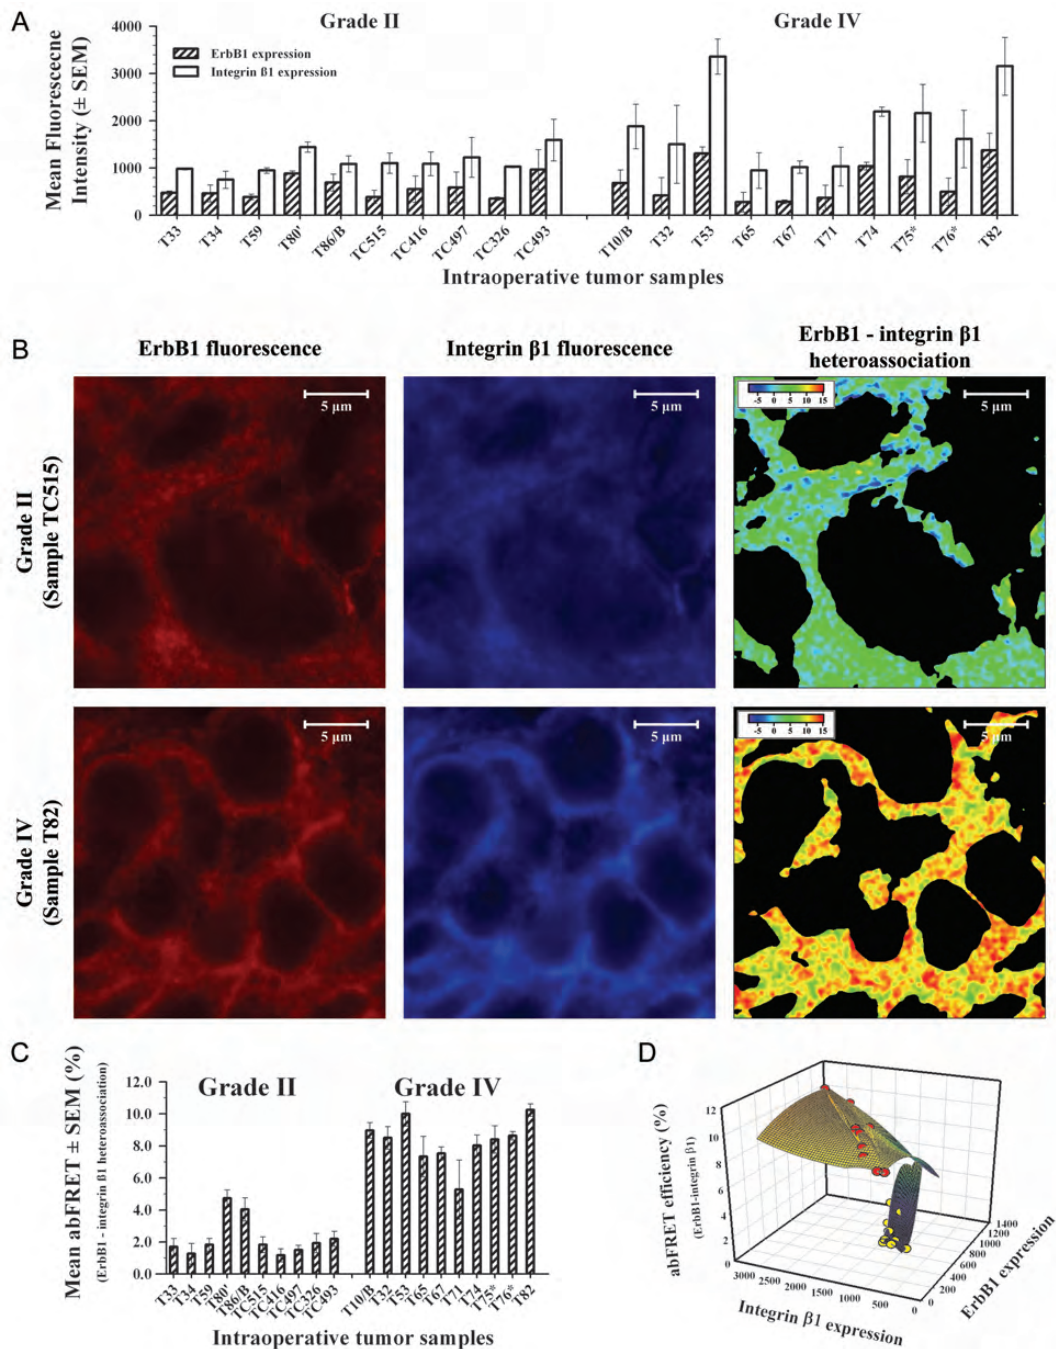 A
Grade II
Grade IV
Mean Fluorescecne
Intensity (± SEM)
4000
3000
2000
1000
0
ErbB1 expression
Integrin β1 expression
T33
T34
T59
T80'
T86/B
TC515
TC416
TC497
TC326
TC493
T10/B
T32
T53
T65
T67
T71
T74
T75*
T76*
T82
Intraoperative tumor samples
B
ErbB1 fluorescence
Integrin β1 fluorescence
ErbB1 - integrin β1
heteroassociation
Grade II
(Sample TC515)
5 µm
5 µm
-5 0 5 10 15
5 µm
Grade IV
(Sample T82)
5 µm
5 µm
-5 0 5 10 15
5 µm
C
Mean abFRET ± SEM (%)
(ErbB1 - integrin β1 heteroassociation)
Grade II
Grade IV
12.0
10.0
8.0
6.0
4.0
2.0
0.0
T33
T34
T59
T80'
T86/B
TC515
TC416
TC497
TC326
TC493
T10/B
T32
T53
T65
T67
T71
T74
T75*
T76*
T82
Intraoperative tumor samples
D
abFRET efficiency (%)
(ErbB1-integrin β1)
12
10
8
6
4
2
0
3000
2500
2000
1500
1000
500
0
Integrin β1 expression
0
200
400
600
800
1000
1200
1400
ErbB1 expression